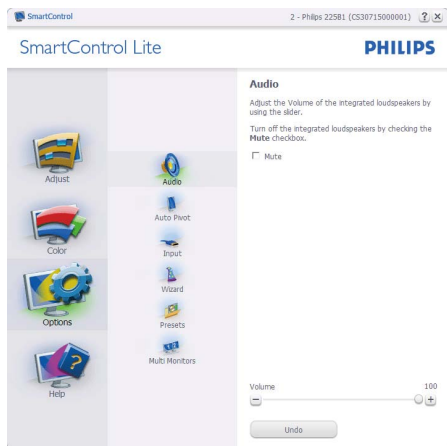 SmartControl
2 - Philips 225B1 (CS30715000001) ? X
SmartControl Lite
PHILIPS
Adjust
Color
Options
Help
Audio
Auto Pivot
Input
Wizard
Presets
Multi Monitors
Audio
Adjust the Volume of the integrated loudspeakers by
using the slider.
Turn off the integrated loudspeakers by checking the
Mute checkbox.
Mute
Volume 100
Undo